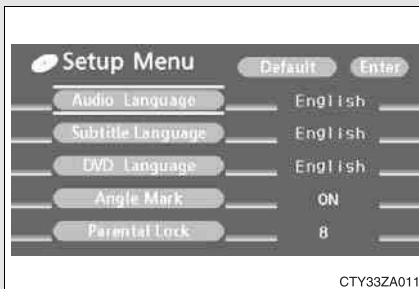 Setup Menu Default Enter
Audio Language English
Subtitle Language English
DVD Language English
Angle Mark ON
Parental Lock 8
CTY33ZA011